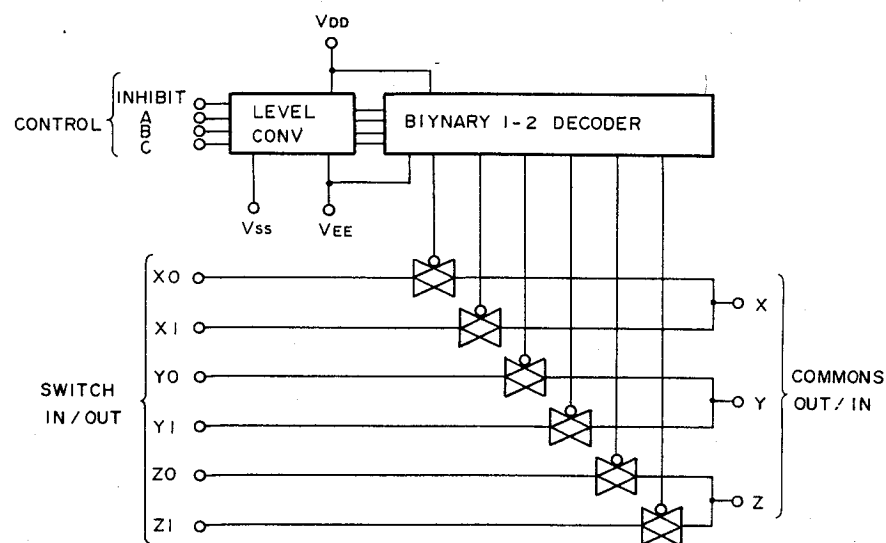 VDD
CONTROL
INHIBIT
A
B
C
LEVEL
CONV
BIYNARY 1-2 DECODER
VSS
VEE
SWITCH
IN/OUT
X0
X1
Y0
Y1
Z0
Z1
X
Y
Z
COMMONS
OUT/IN